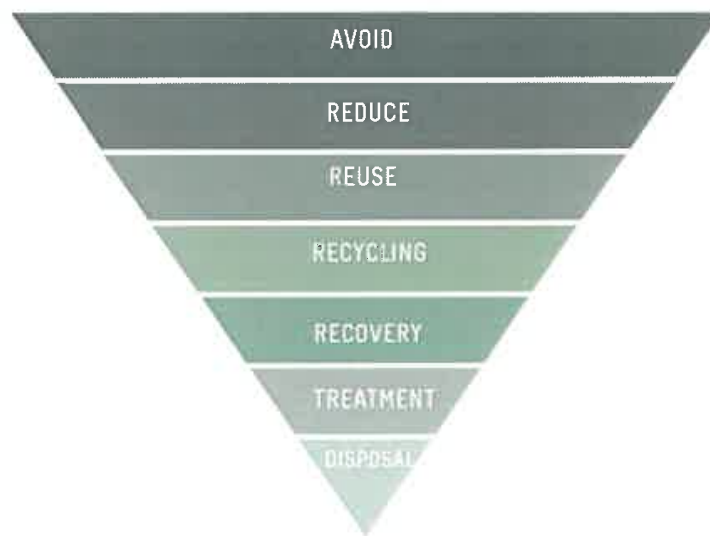 AVOID
REDUCE
REUSE
RECYCLING
RECOVERY
TREATMENT
DISPOSAL